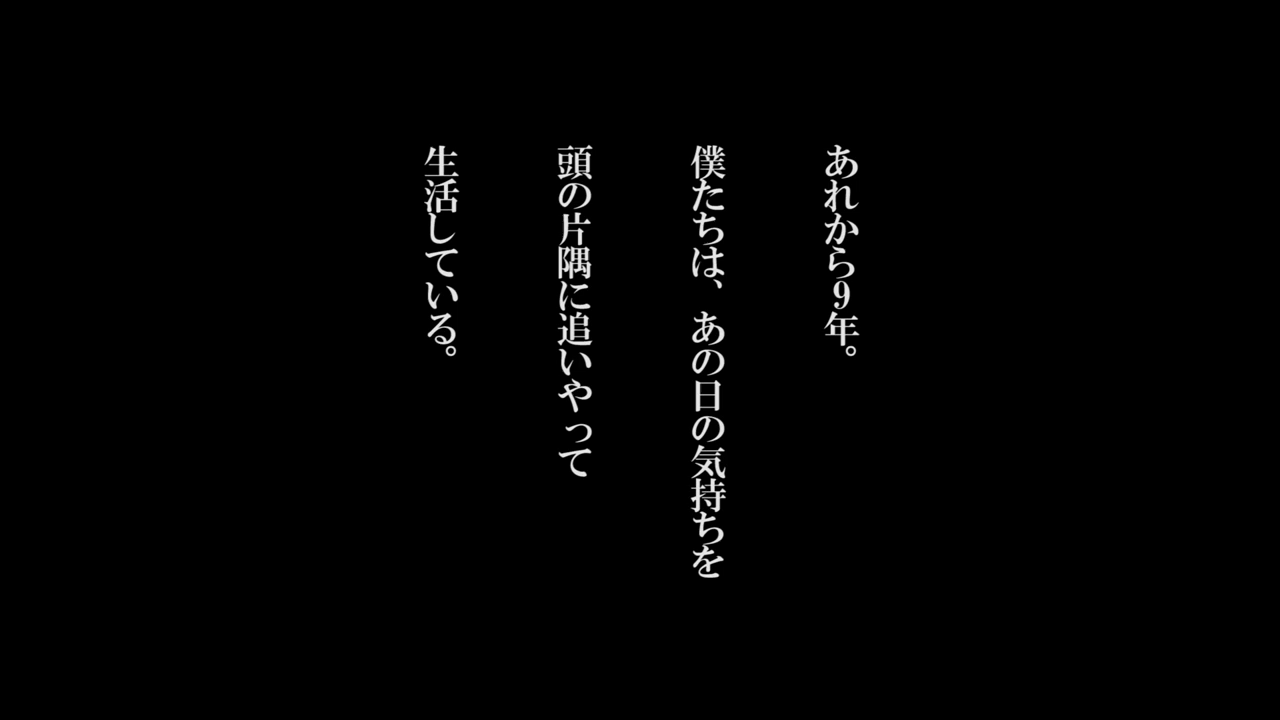 あれから9年。
僕たちは、あの日の気持ちを
頭の片隅に追いやって
生活している。